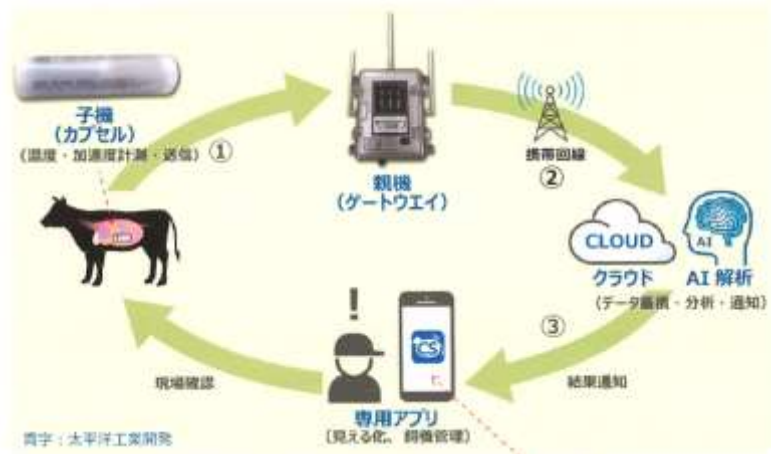 子機
(カプセル)
(温度・加速度計測・送信)
①
親機
(ゲートウエイ)
携帯回線
②
CLOUD
クラウド
AI
AI 解析
(データ蓄積・分析・通知)
③
結果通知
CS
専用アプリ
(見える化、飼養管理)
現場確認
青字:太平洋工業開発